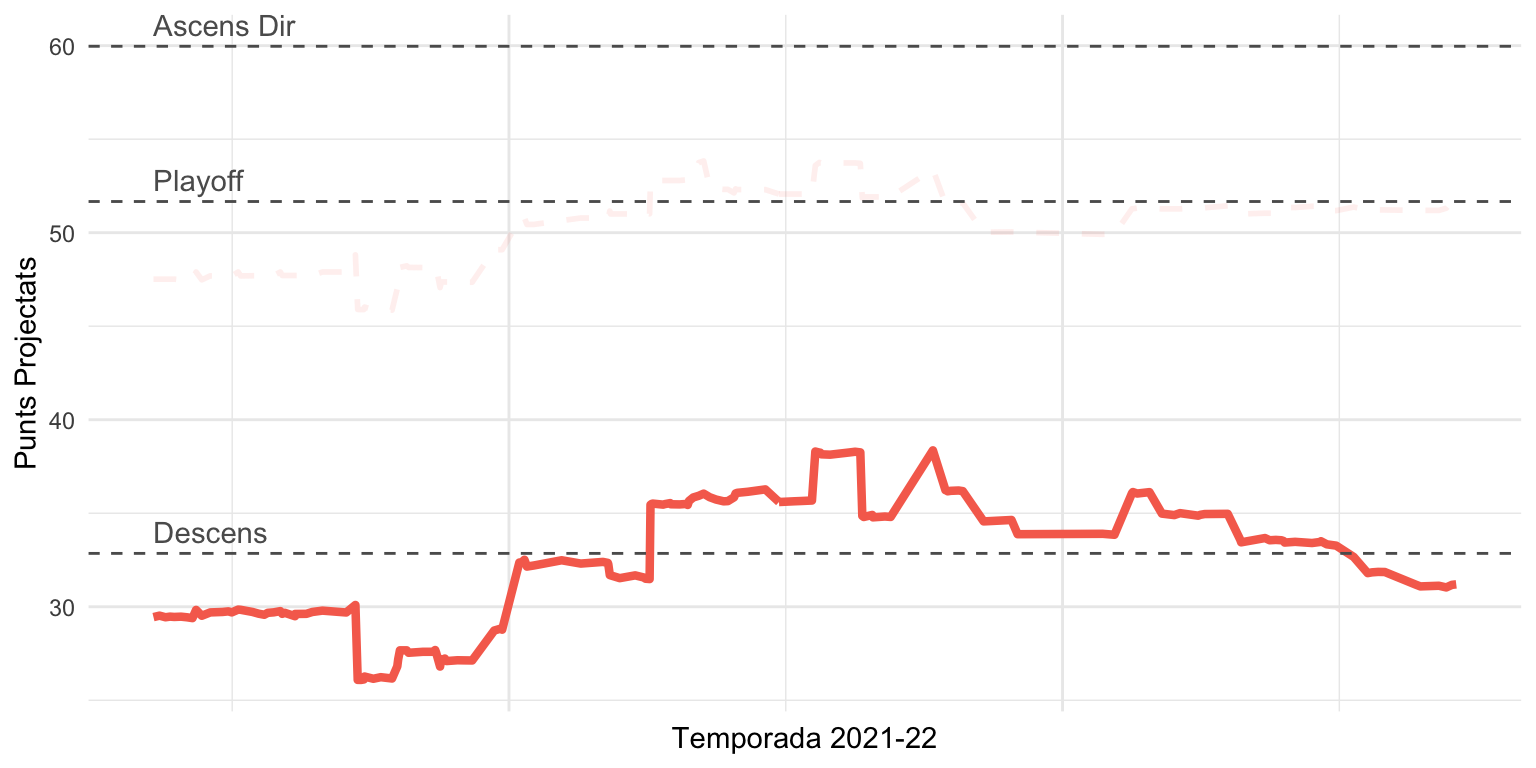 Ascens Dir
60
Playoff
50
40
Descens
30
Punts Projectats
Temporada 2021-22